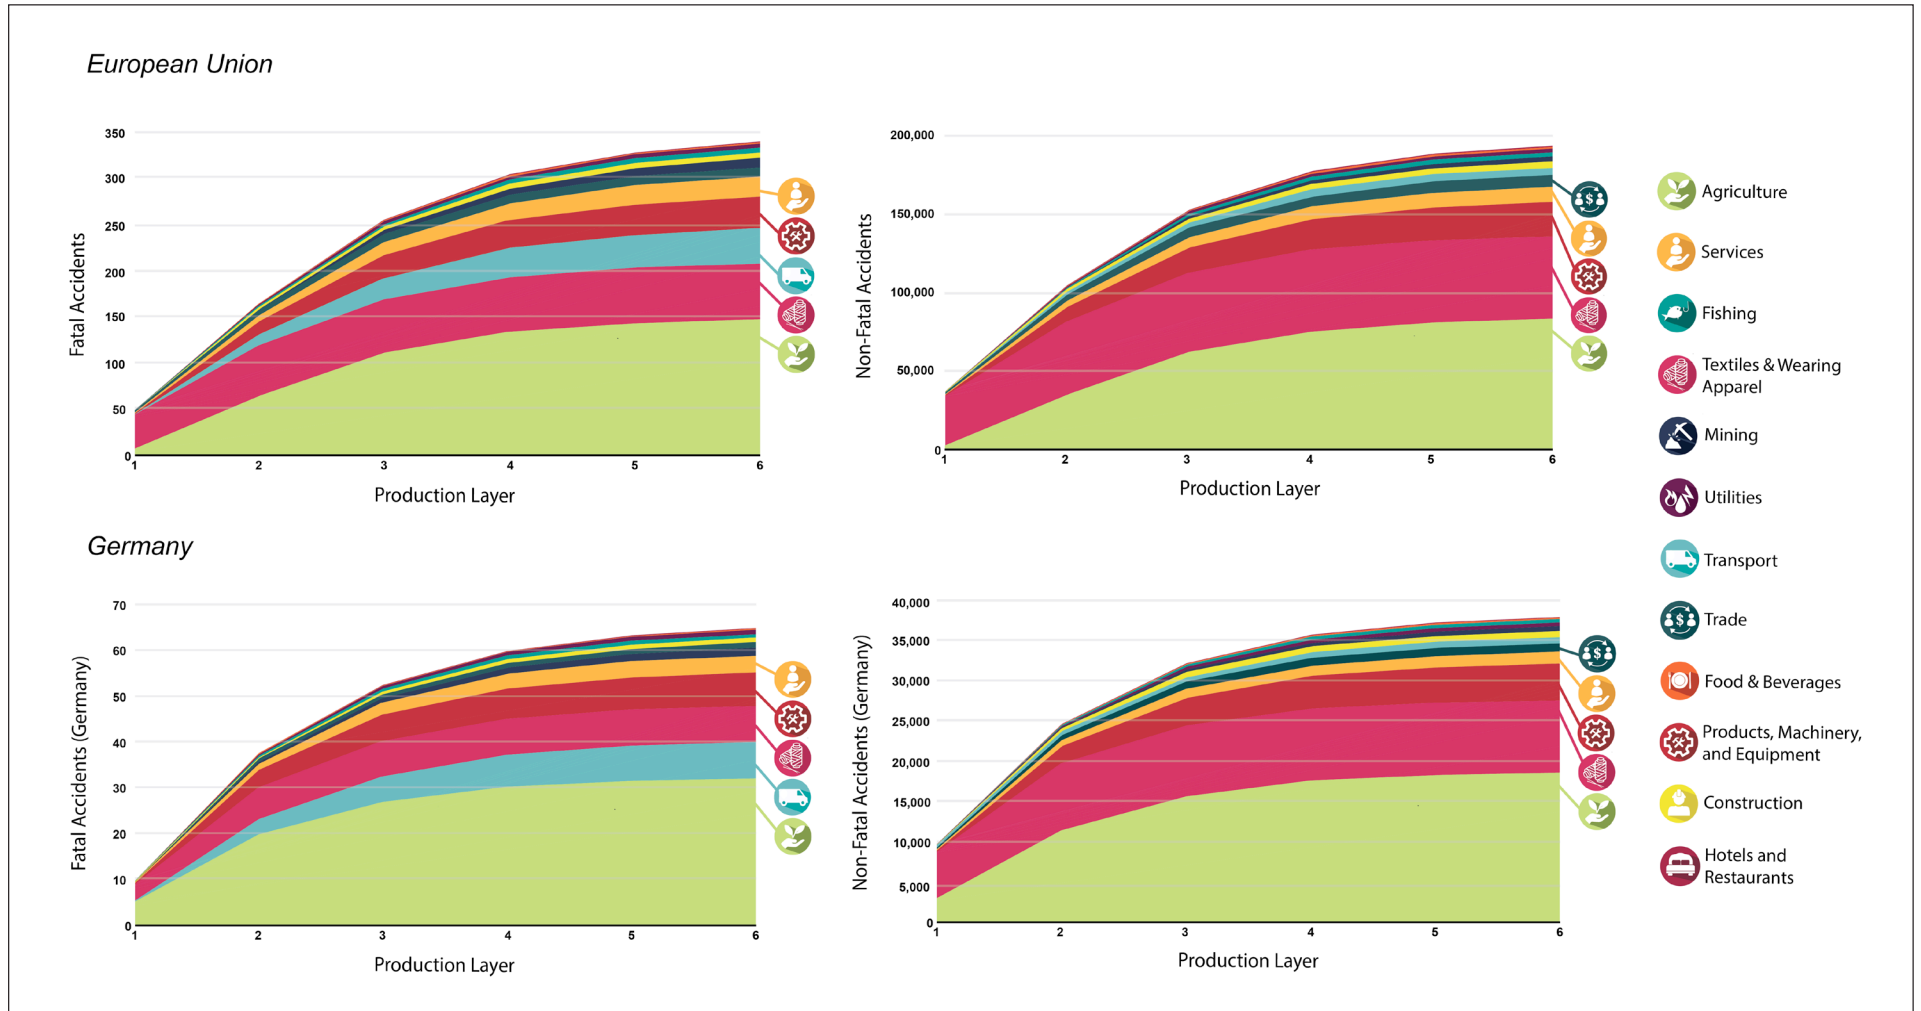 European Union
Fatal Accidents
350
300
250
200
150
100
50
0
1 2 3 4 5 6
Production Layer
Non-Fatal Accidents
200,000
150,000
100,000
50,000
0
1 2 3 4 5 6
Production Layer
Germany
Fatal Accidents (Germany)
70
60
50
40
30
20
10
0
1 2 3 4 5 6
Production Layer
Non-Fatal Accidents (Germany)
40,000
35,000
30,000
25,000
20,000
15,000
10,000
5,000
0
1 2 3 4 5 6
Production Layer
Agriculture
Services
Fishing
Textiles & Wearing
Apparel
Mining
Utilities
Transport
Trade
Food & Beverages
Products, Machinery,
and Equipment
Construction
Hotels and
Restaurants